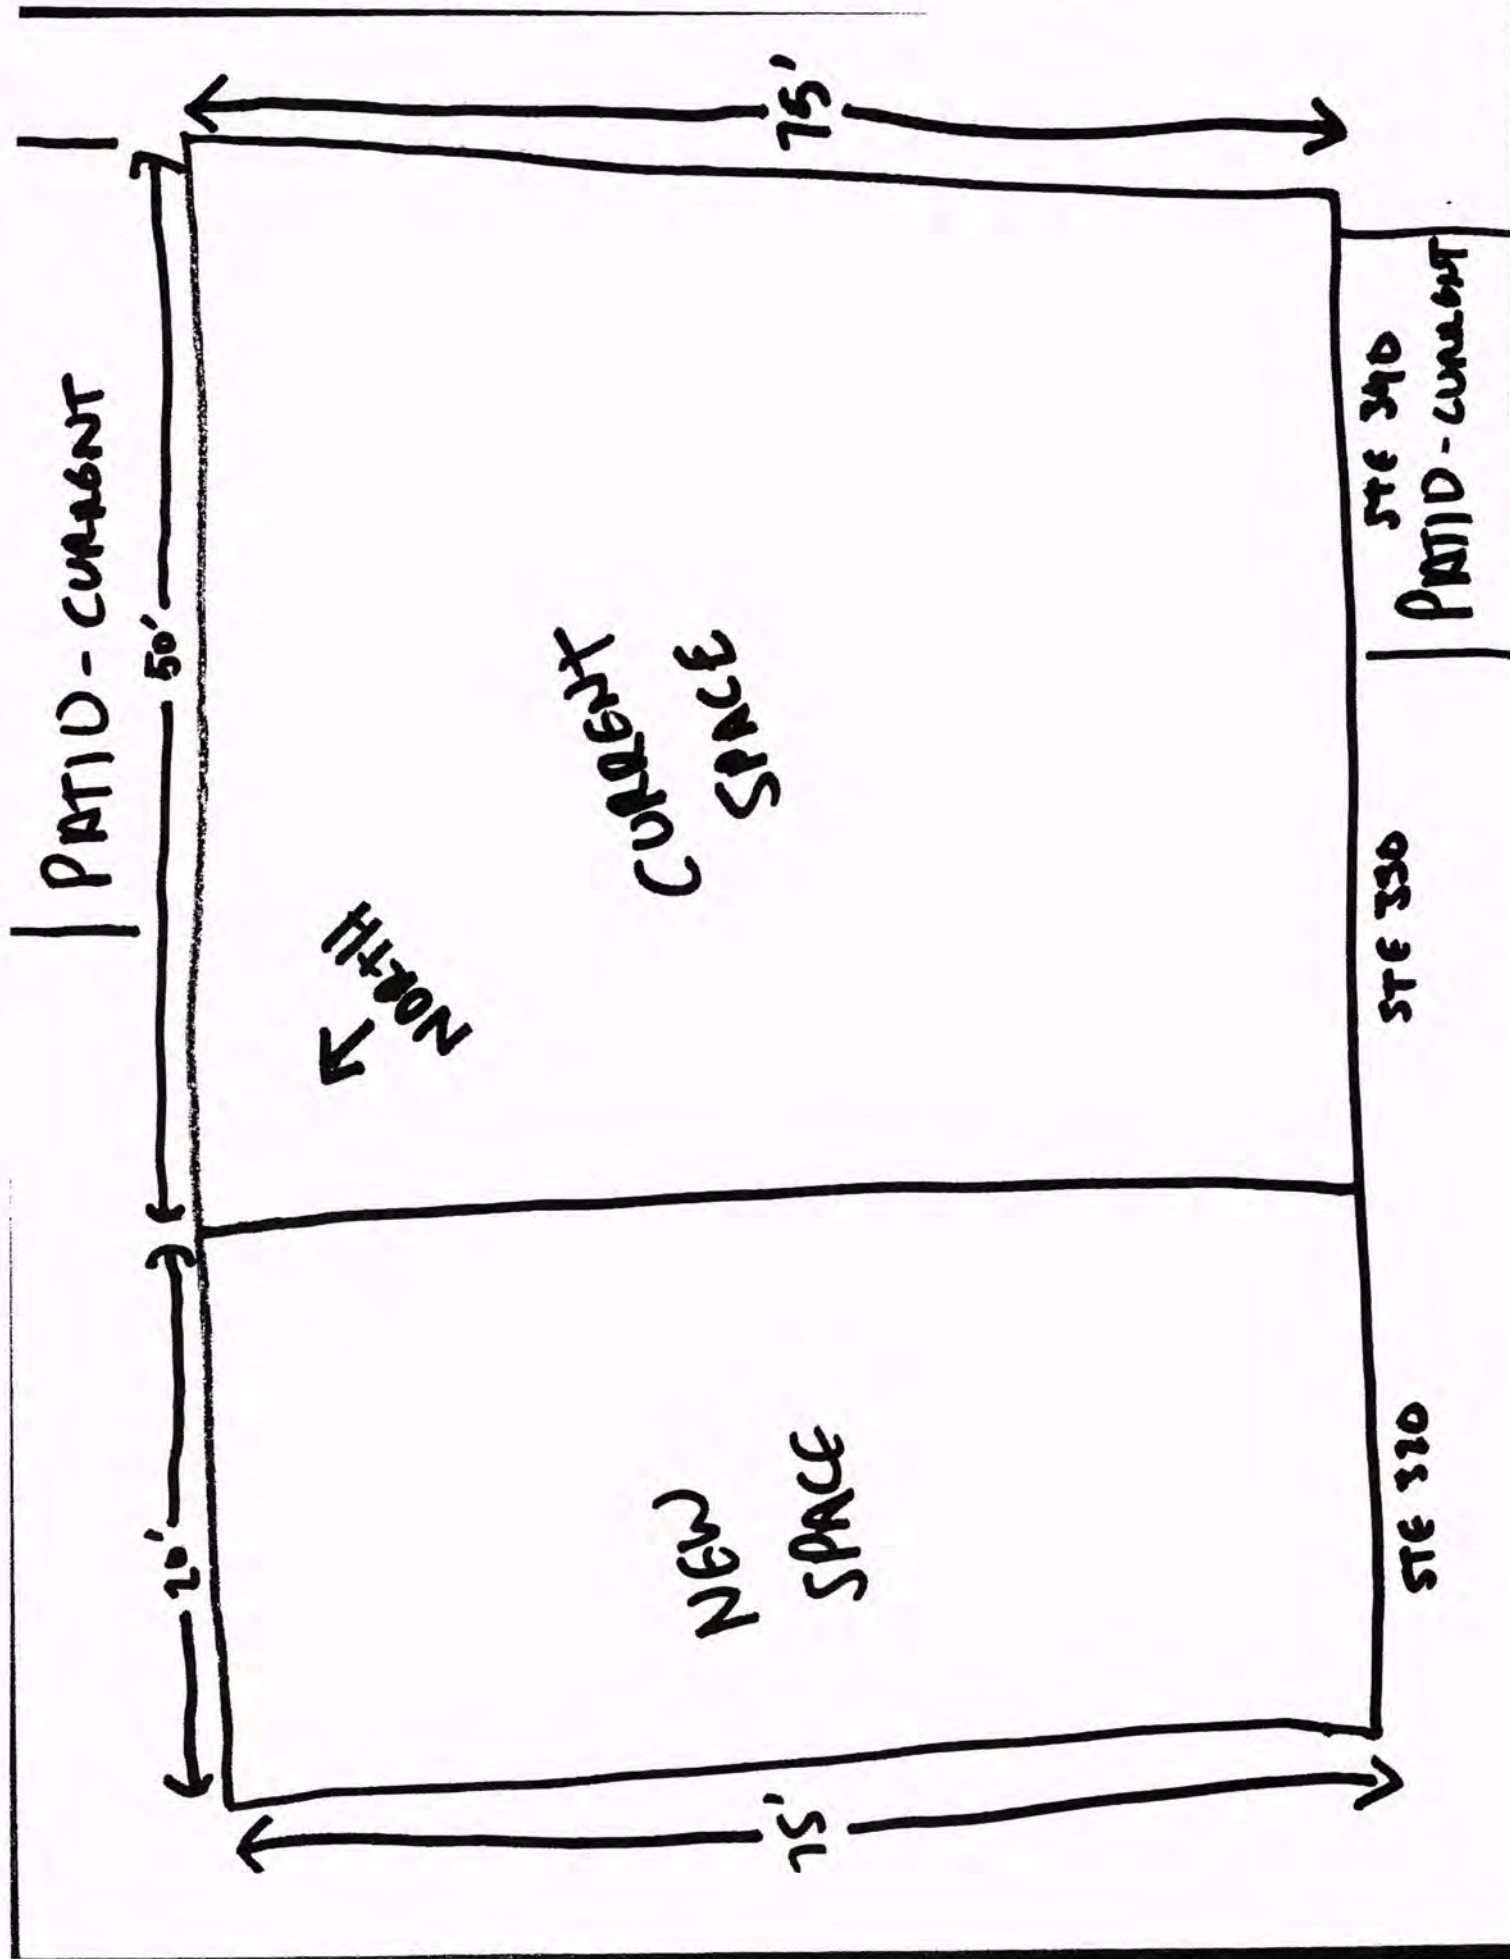 PATIO - CURRENT
50'
20'
75'
75'
NORTH
CURRENT
SPACE
NEW
SPACE
STE 320
STE 330
STE 340
PATIO - CURRENT